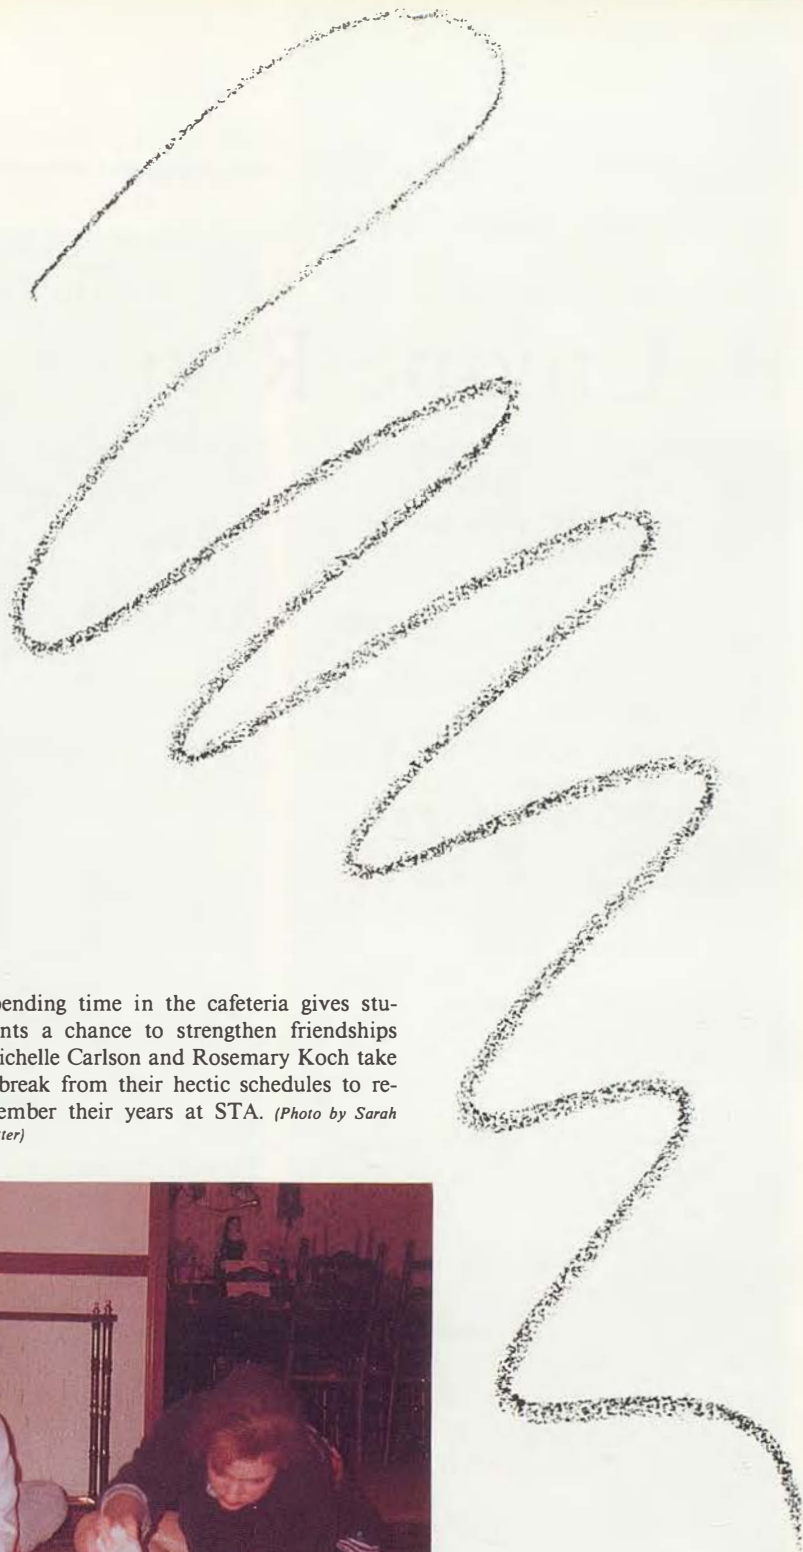 pending time in the cafeteria gives stu-
nts a chance to strengthen friendships
ichelle Carlson and Rosemary Koch take
break from their hectic schedules to re-
ember their years at STA. (Photo by Sarah
tter)